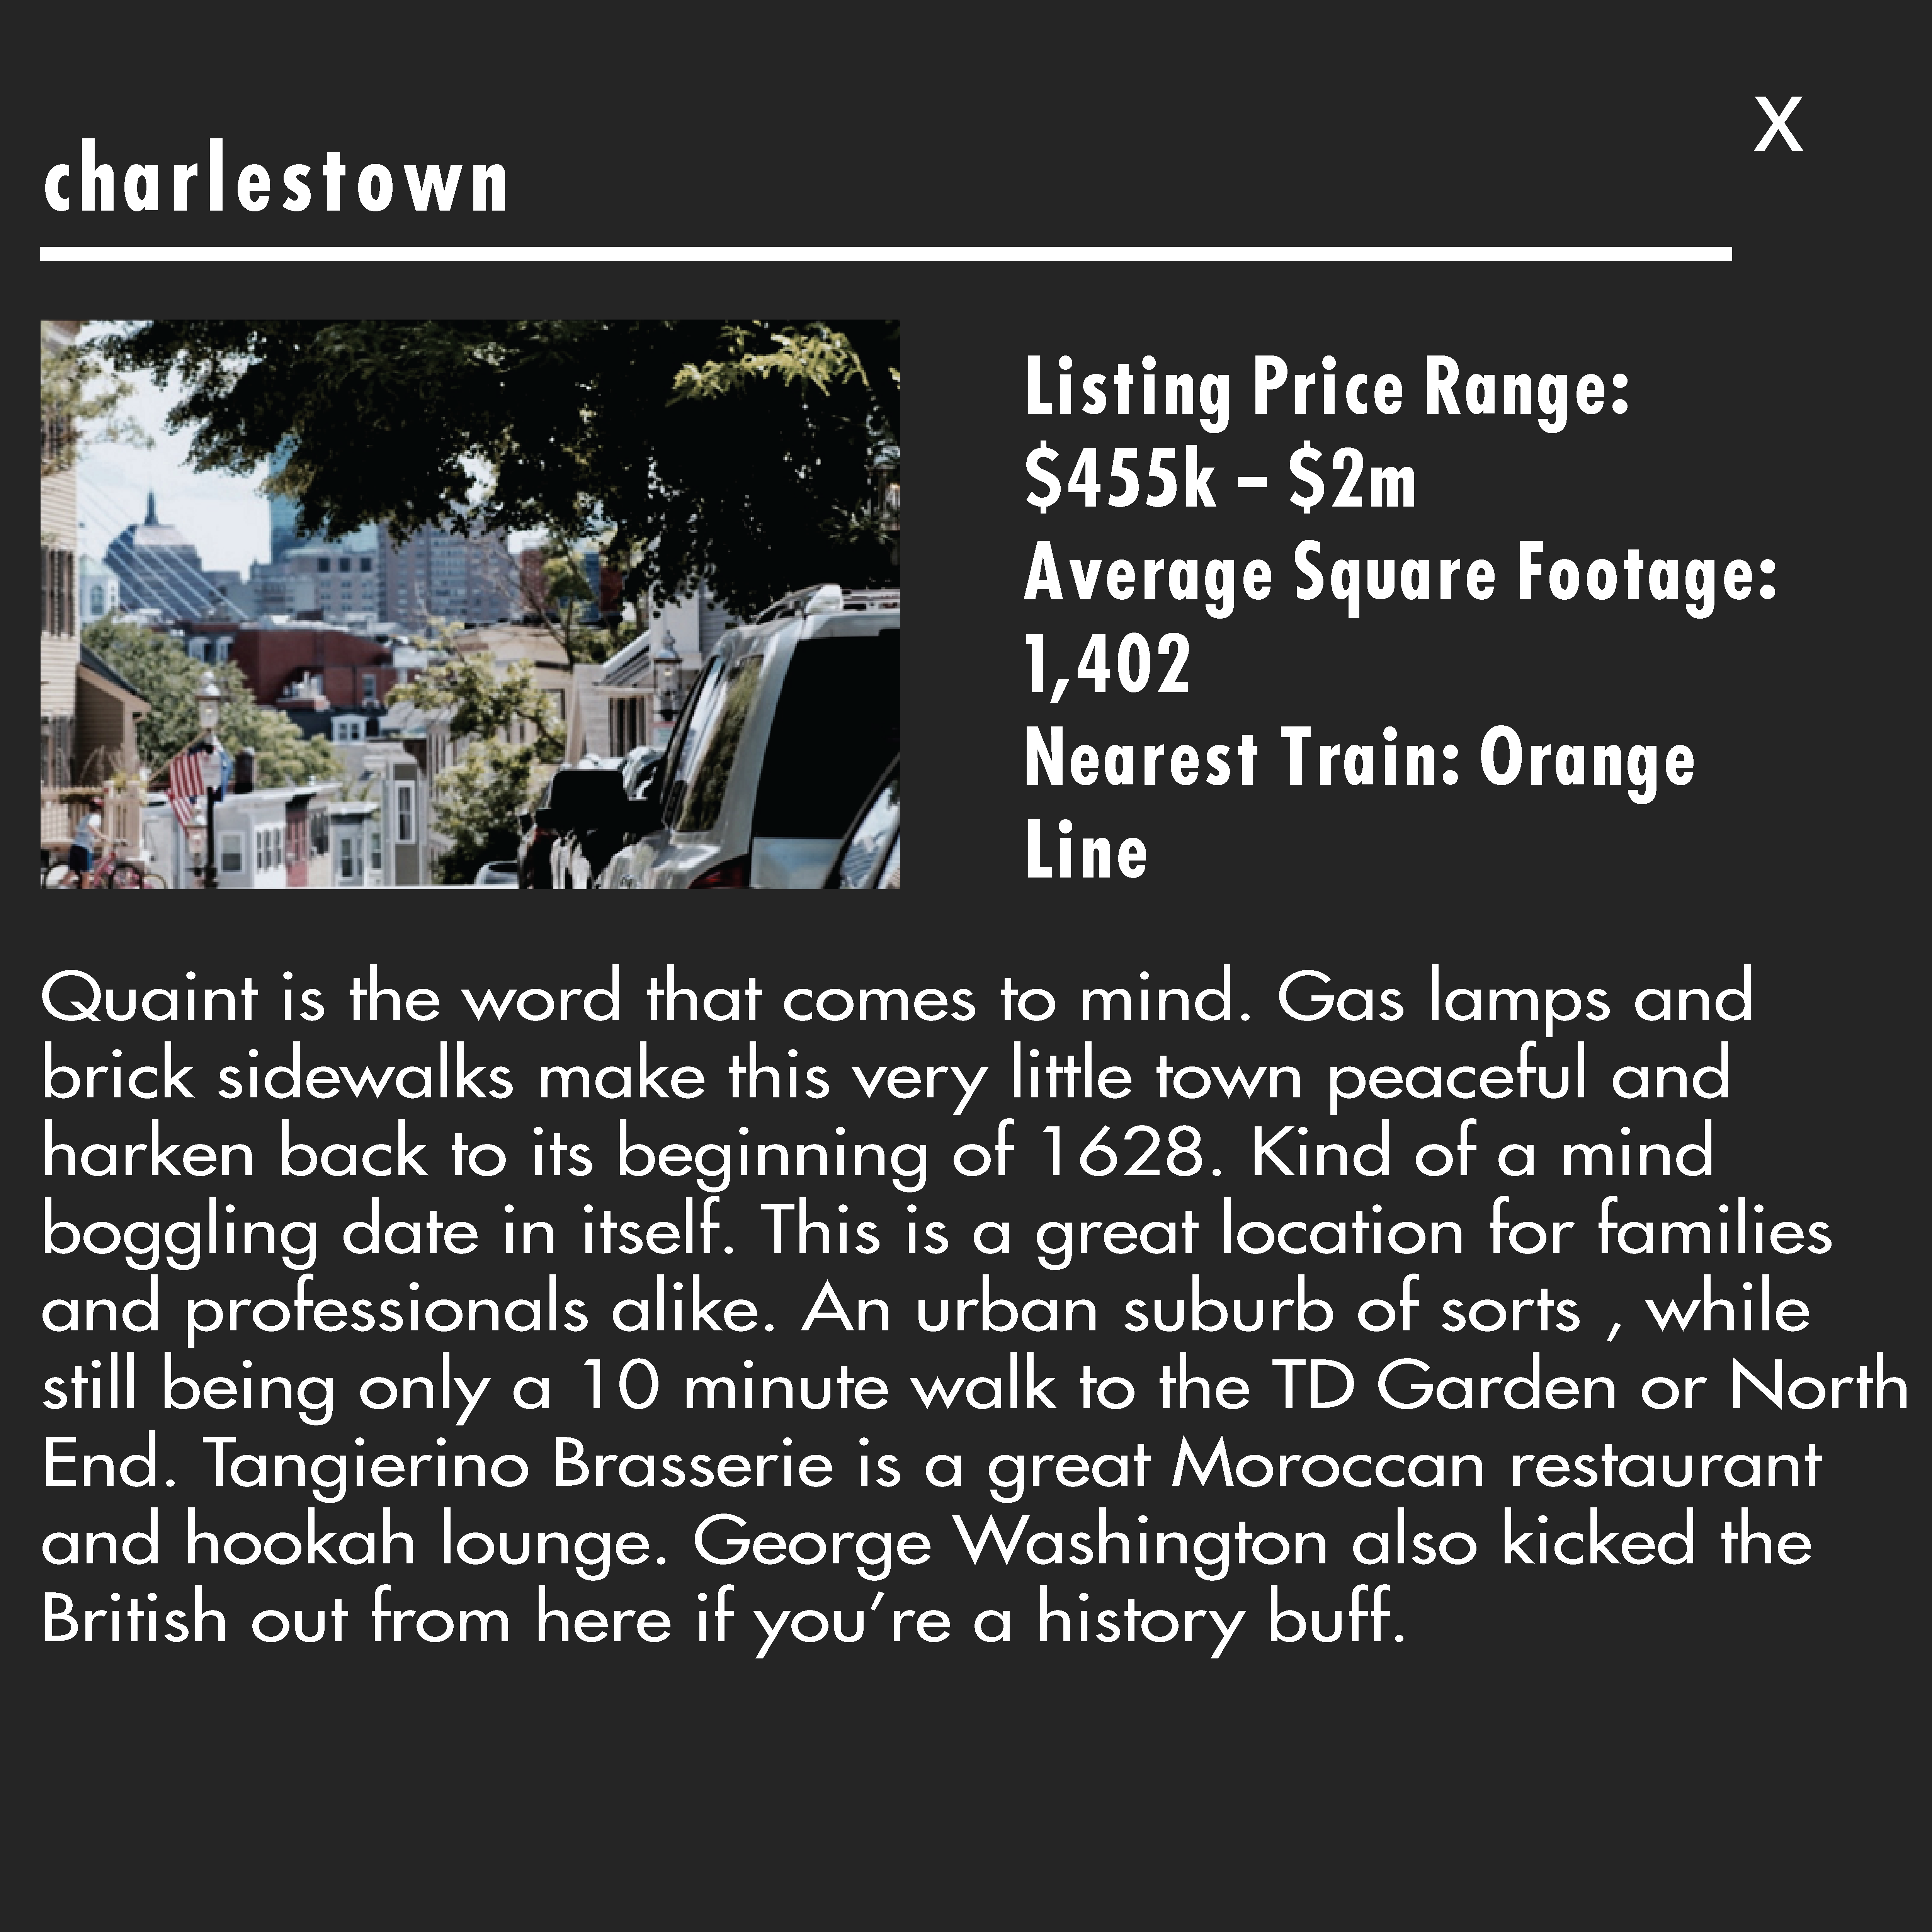 X
charlestown
Listing Price Range:
$455k – $2m
Average Square Footage:
1,402
Nearest Train: Orange
Line
Quaint is the word that comes to mind. Gas lamps and
brick sidewalks make this very little town peaceful and
harken back to its beginning of 1628. Kind of a mind
boggling date in itself. This is a great location for families
and professionals alike. An urban suburb of sorts , while
still being only a 10 minute walk to the TD Garden or North
End. Tangierino Brasserie is a great Moroccan restaurant
and hookah lounge. George Washington also kicked the
British out from here if you’re a history buff.